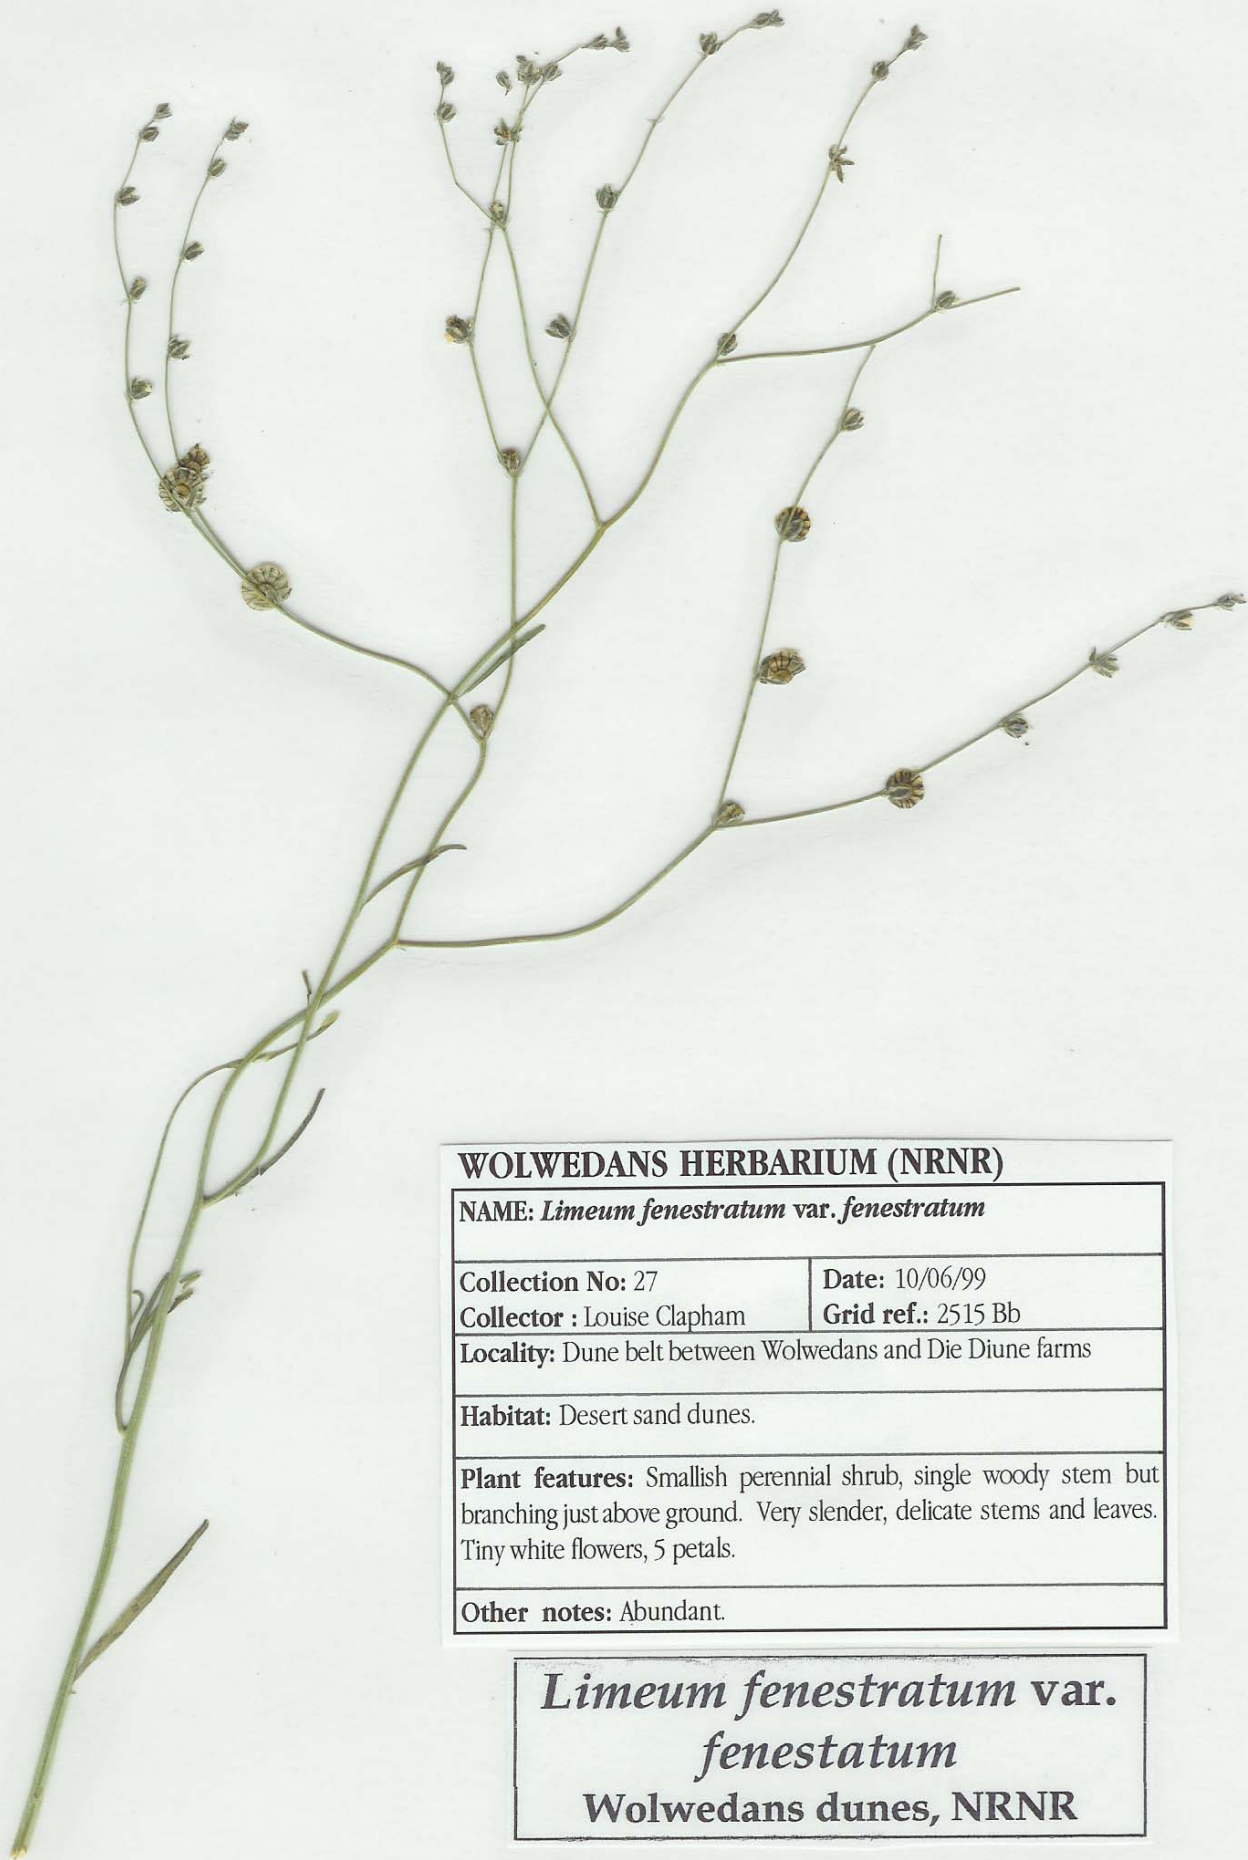 WOLWEDANS HERBARIUM (NRNR)
NAME: Limeum fenestratum var. fenestratum
Collection No: 27
Collector : Louise Clapham
Date: 10/06/99
Grid ref.: 2515 Bb
Locality: Dune belt between Wolwedans and Die Diune farms
Habitat: Desert sand dunes.
Plant features: Smallish perennial shrub, single woody stem but
branching just above ground. Very slender, delicate stems and leaves.
Tiny white flowers, 5 petals.
Other notes: Abundant.
Limeum fenestratum var.
fenestatum
Wolwedans dunes, NRNR